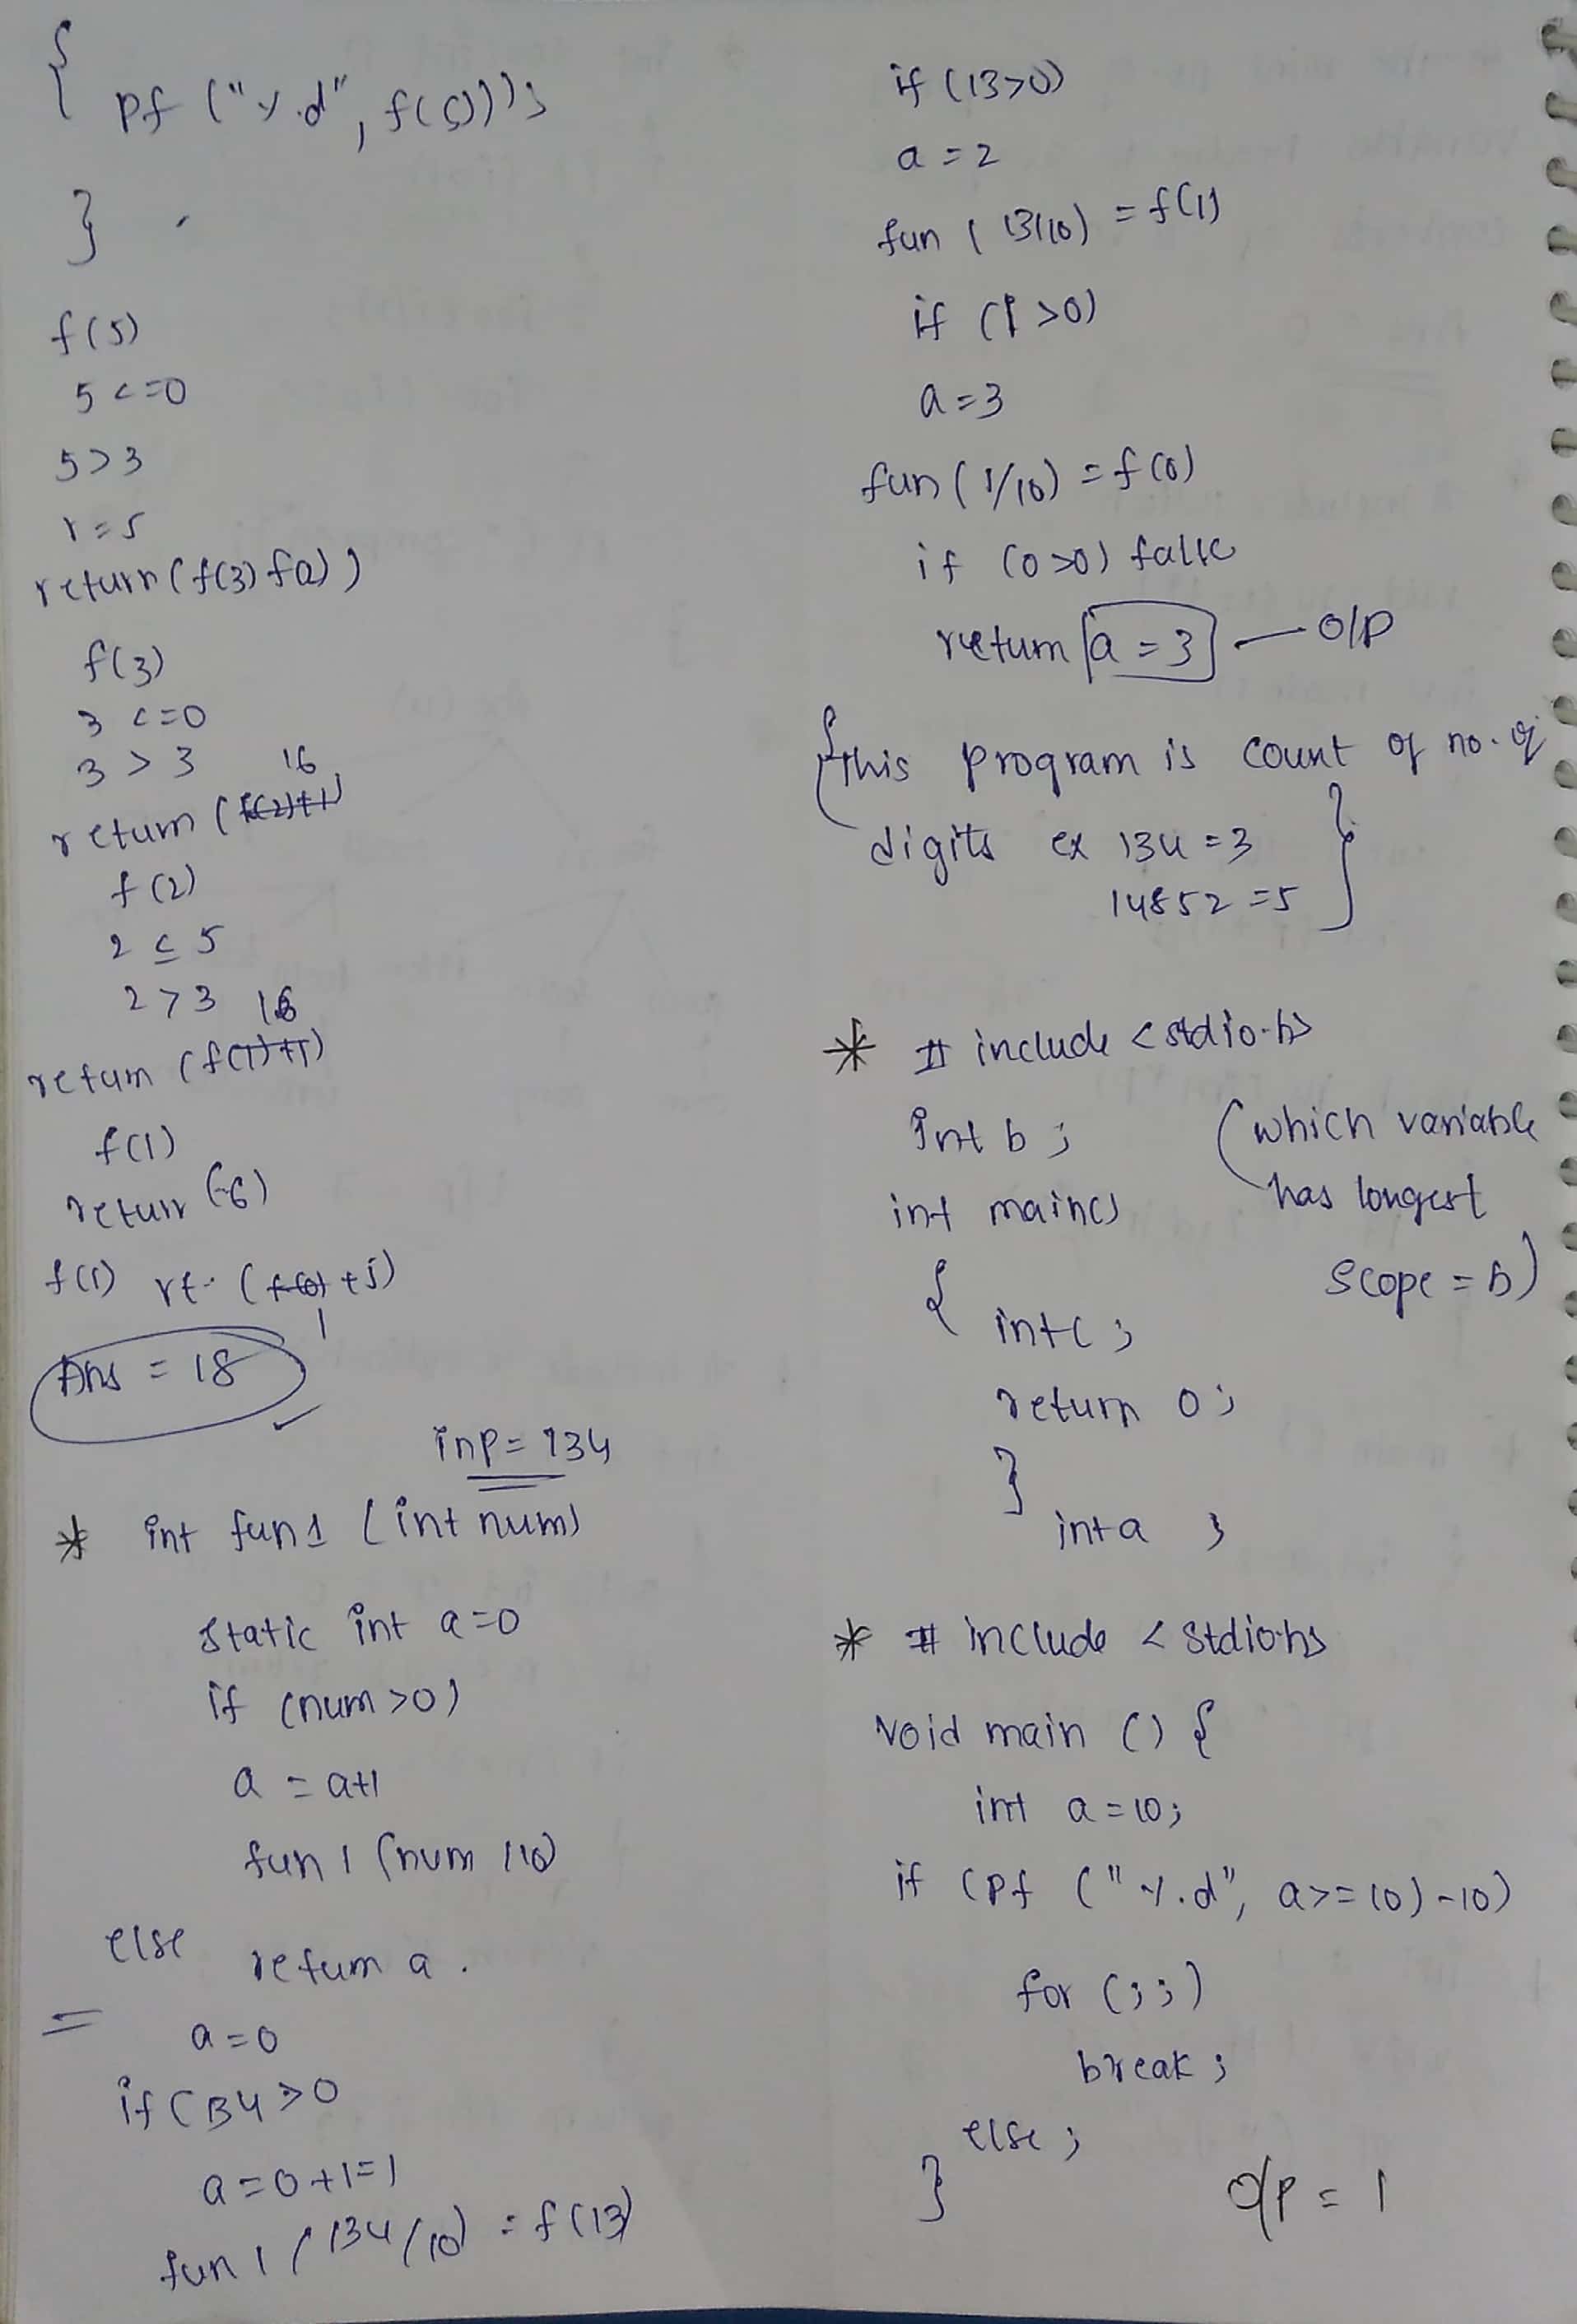 {
pf ("%d", f(5));
}
f(5)
5 <=0
5>3
r=5
return (f(3) f(2))
f(3)
3 <=0
3 > 3
16
return (f(2)+1)
f(2)
2 ≤ 5
2 > 3
16
return (f(1)+1)
f(1)
return
f(1) rt. (f(0) + 5)
1
Ans = 18
inp= 134
* int fun1 (int num)
static int a=0
if (num >0)
a = a+1
fun1 (num /10)
else
return a.
a=0
if (134 >0
a=0+1=1
fun1 (134/10) = f(13)
if (13>0)
a = 2
fun (13/10) = f(1)
if (1 >0)
a=3
fun (1/10) = f(0)
if (0>0) false
return a = 3 — o/p
{this program is count of no. of
digits ex 134 = 3
14852 = 5 }
* # include <stdio.h>
int b;
(which variable
int main()
has longest
{
scope = b)
int c;
return 0;
}
int a ;
* # include <stdio.h>
void main () {
int a = 10;
if (pf ("%d", a>=10)-10)
for (;;)
break;
else;
}
o/p = 1